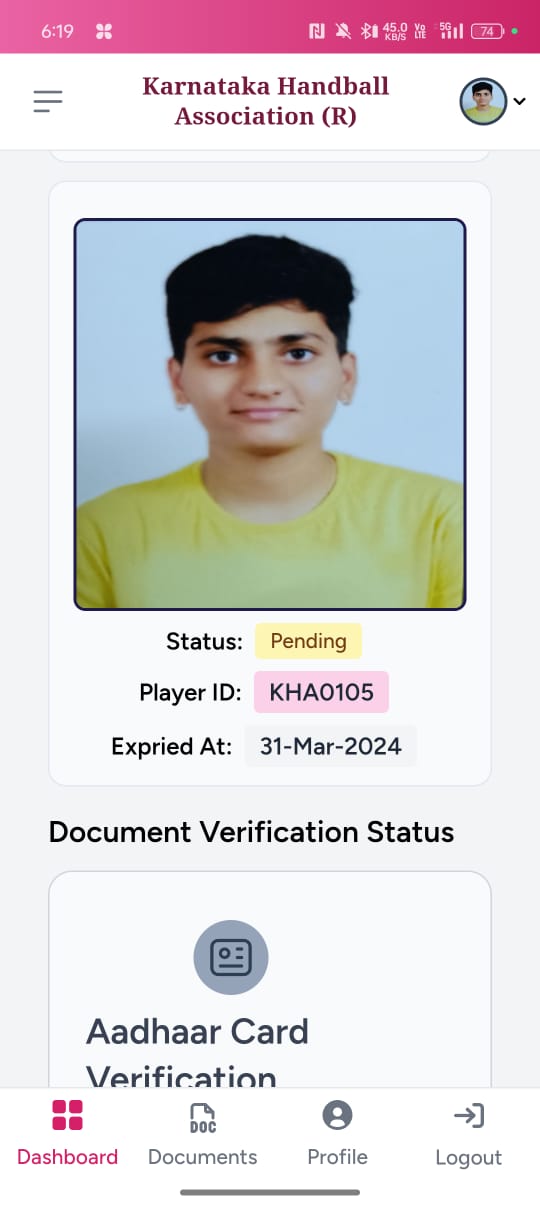 6:19
45.0
KB/S
Vo
LTE
5G
74
Karnataka Handball
Association (R)
Status: Pending
Player ID: KHA0105
Expried At: 31-Mar-2024
Document Verification Status
Aadhaar Card
Verification
DOC
Dashboard Documents Profile Logout